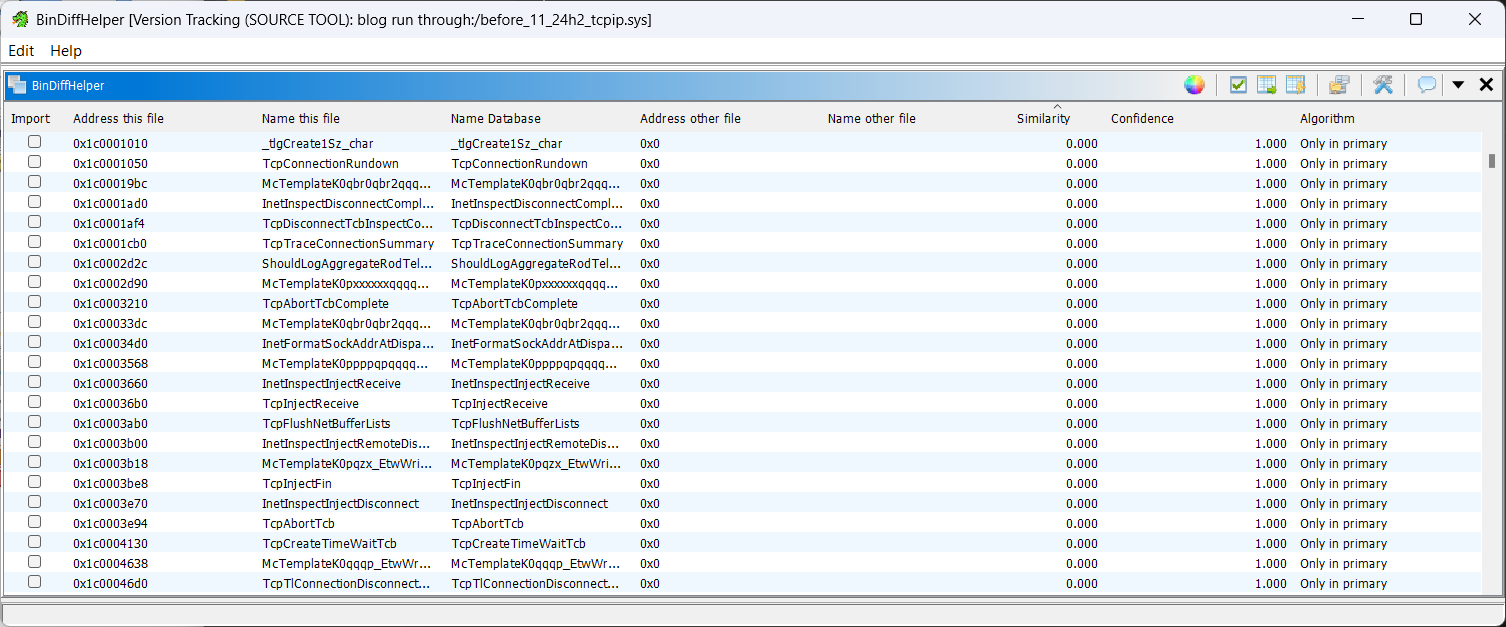 BinDiffHelper [Version Tracking (SOURCE TOOL): blog run through:/before_11_24h2_tcpip.sys]
Edit Help
BinDiffHelper
Import Address this file Name this file Name Database Address other file Name other file Similarity Confidence Algorithm
0x1c0001010 _tlgCreate1Sz_char _tlgCreate1Sz_char 0x0 0.000 1.000 Only in primary
0x1c0001050 TcpConnectionRundown TcpConnectionRundown 0x0 0.000 1.000 Only in primary
0x1c00019bc McTemplateK0qbr0qbr2qqq... McTemplateK0qbr0qbr2qqq... 0x0 0.000 1.000 Only in primary
0x1c0001ad0 InetInspectDisconnectCompl... InetInspectDisconnectCompl... 0x0 0.000 1.000 Only in primary
0x1c0001af4 TcpDisconnectTcbInspectCo... TcpDisconnectTcbInspectCo... 0x0 0.000 1.000 Only in primary
0x1c0001cb0 TcpTraceConnectionSummary TcpTraceConnectionSummary 0x0 0.000 1.000 Only in primary
0x1c0002d2c ShouldLogAggregateRodTel... ShouldLogAggregateRodTel... 0x0 0.000 1.000 Only in primary
0x1c0002d90 McTemplateK0pxxxxxxqqqq... McTemplateK0pxxxxxxqqqq... 0x0 0.000 1.000 Only in primary
0x1c0003210 TcpAbortTcbComplete TcpAbortTcbComplete 0x0 0.000 1.000 Only in primary
0x1c00033dc McTemplateK0qbr0qbr2qqq... McTemplateK0qbr0qbr2qqq... 0x0 0.000 1.000 Only in primary
0x1c00034d0 InetFormatSockAddrAtDispa... InetFormatSockAddrAtDispa... 0x0 0.000 1.000 Only in primary
0x1c0003568 McTemplateK0ppppqpqqqq... McTemplateK0ppppqpqqqq... 0x0 0.000 1.000 Only in primary
0x1c0003660 InetInspectInjectReceive InetInspectInjectReceive 0x0 0.000 1.000 Only in primary
0x1c00036b0 TcpInjectReceive TcpInjectReceive 0x0 0.000 1.000 Only in primary
0x1c0003ab0 TcpFlushNetBufferLists TcpFlushNetBufferLists 0x0 0.000 1.000 Only in primary
0x1c0003b00 InetInspectInjectRemoteDis... InetInspectInjectRemoteDis... 0x0 0.000 1.000 Only in primary
0x1c0003b18 McTemplateK0pqzx_EtwWri... McTemplateK0pqzx_EtwWri... 0x0 0.000 1.000 Only in primary
0x1c0003be8 TcpInjectFin TcpInjectFin 0x0 0.000 1.000 Only in primary
0x1c0003e70 InetInspectInjectDisconnect InetInspectInjectDisconnect 0x0 0.000 1.000 Only in primary
0x1c0003e94 TcpAbortTcb TcpAbortTcb 0x0 0.000 1.000 Only in primary
0x1c0004130 TcpCreateTimeWaitTcb TcpCreateTimeWaitTcb 0x0 0.000 1.000 Only in primary
0x1c0004638 McTemplateK0qqqp_EtwWr... McTemplateK0qqqp_EtwWr... 0x0 0.000 1.000 Only in primary
0x1c00046d0 TcpTlConnectionDisconnect... TcpTlConnectionDisconnect... 0x0 0.000 1.000 Only in primary